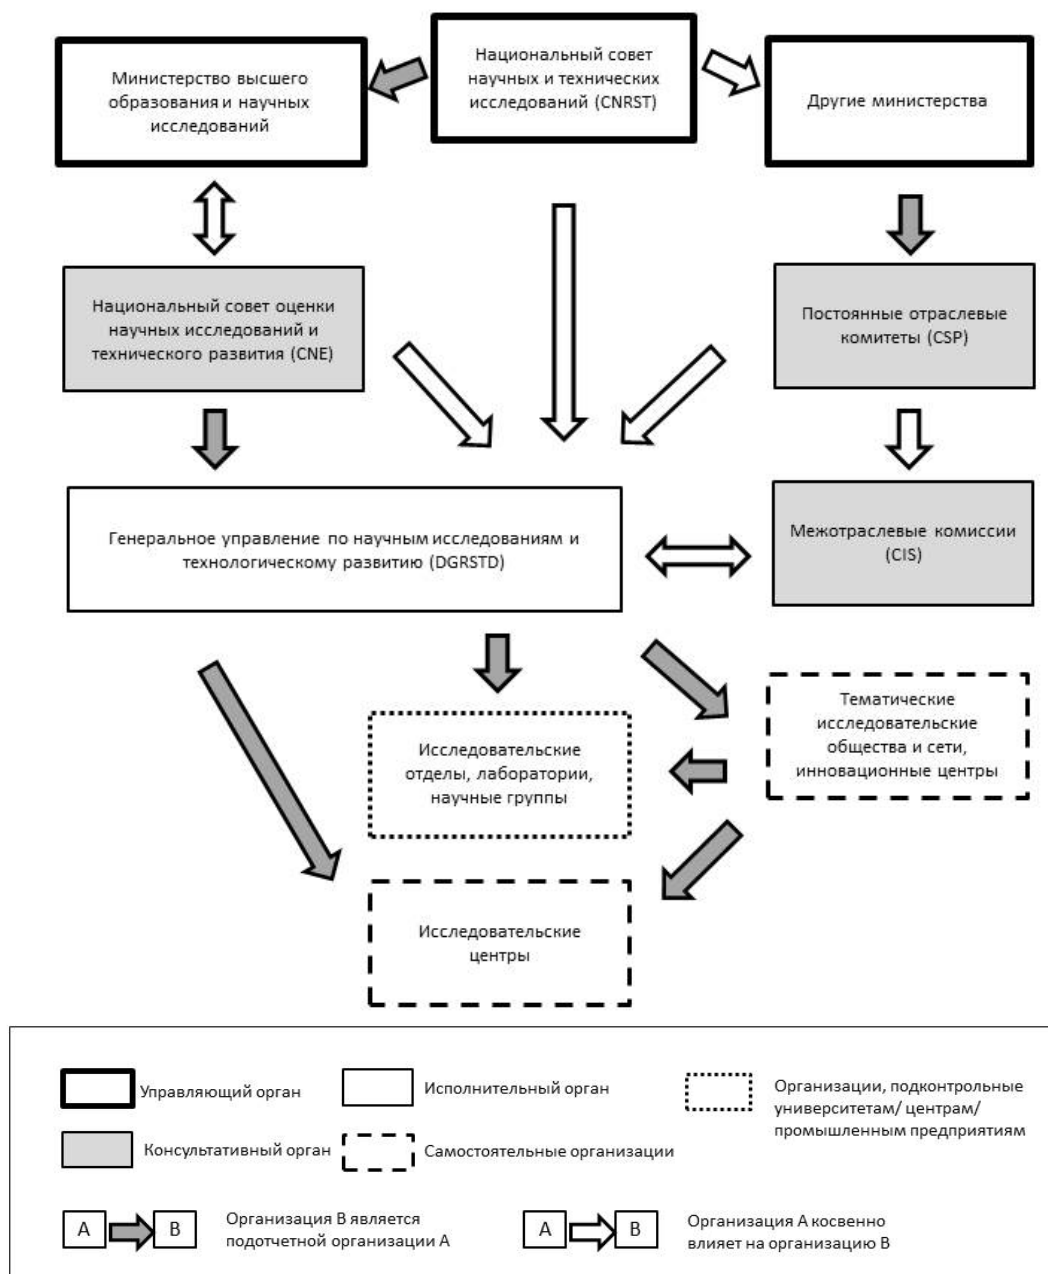 Министерство высшего
образования и научных
исследований
Национальный совет
научных и технических
исследований (CNRST)
Другие министерства
Национальный совет оценки
научных исследований и
технического развития (CNE)
Постоянные отраслевые
комитеты (CSP)
Генеральное управление по научным исследованиям и
технологическому развитию (DGRSTD)
Межотраслевые комиссии
(CIS)
Тематические
исследовательские
общества и сети,
инновационные центры
Исследовательские
отделы, лаборатории,
научные группы
Исследовательские
центры
Управляющий орган
Исполнительный орган
Организации, подконтрольные
университетам/ центрам/
промышленным предприятиям
Консультативный орган
Самостоятельные организации
A
B
Организация B является
подотчетной организации A
A
B
Организация A косвенно
влияет на организацию B